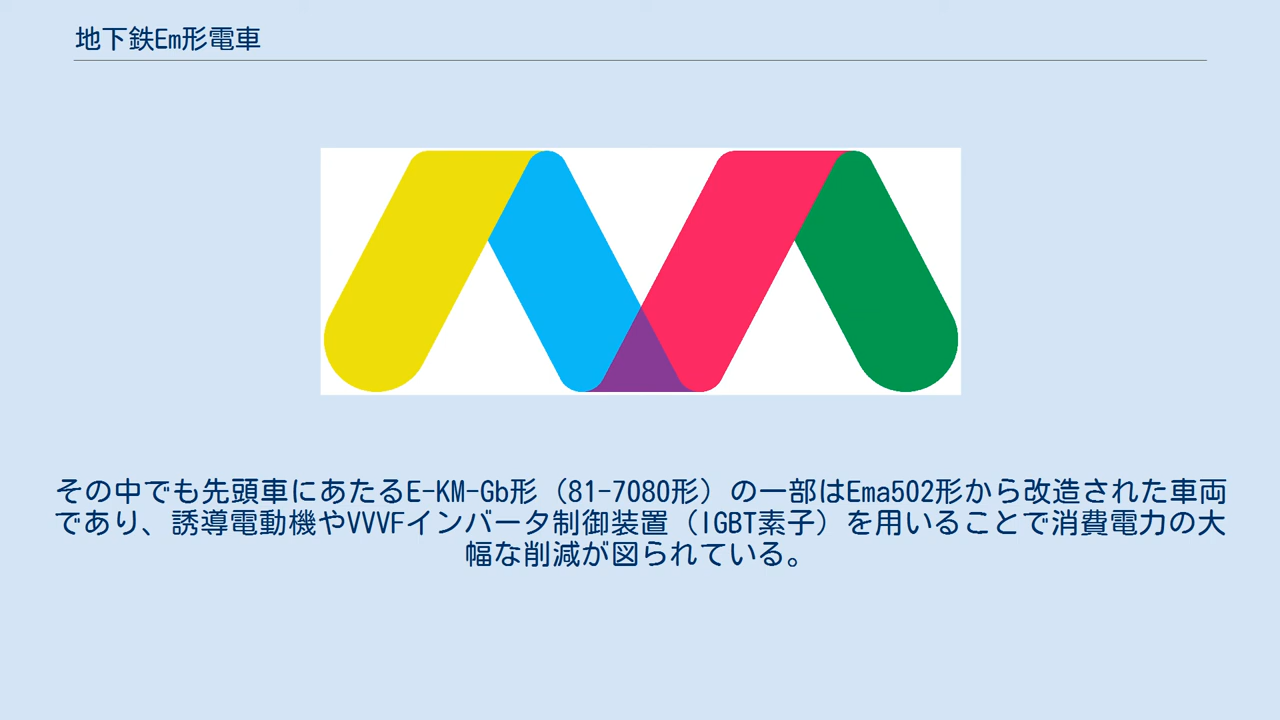 地下鉄Em形電車
その中でも先頭車にあたるE-KM-Gb形（81-7080形）の一部はEma502形から改造された車両
であり、誘導電動機やVVVFインバータ制御装置（IGBT素子）を用いることで消費電力の大
幅な削減が図られている。